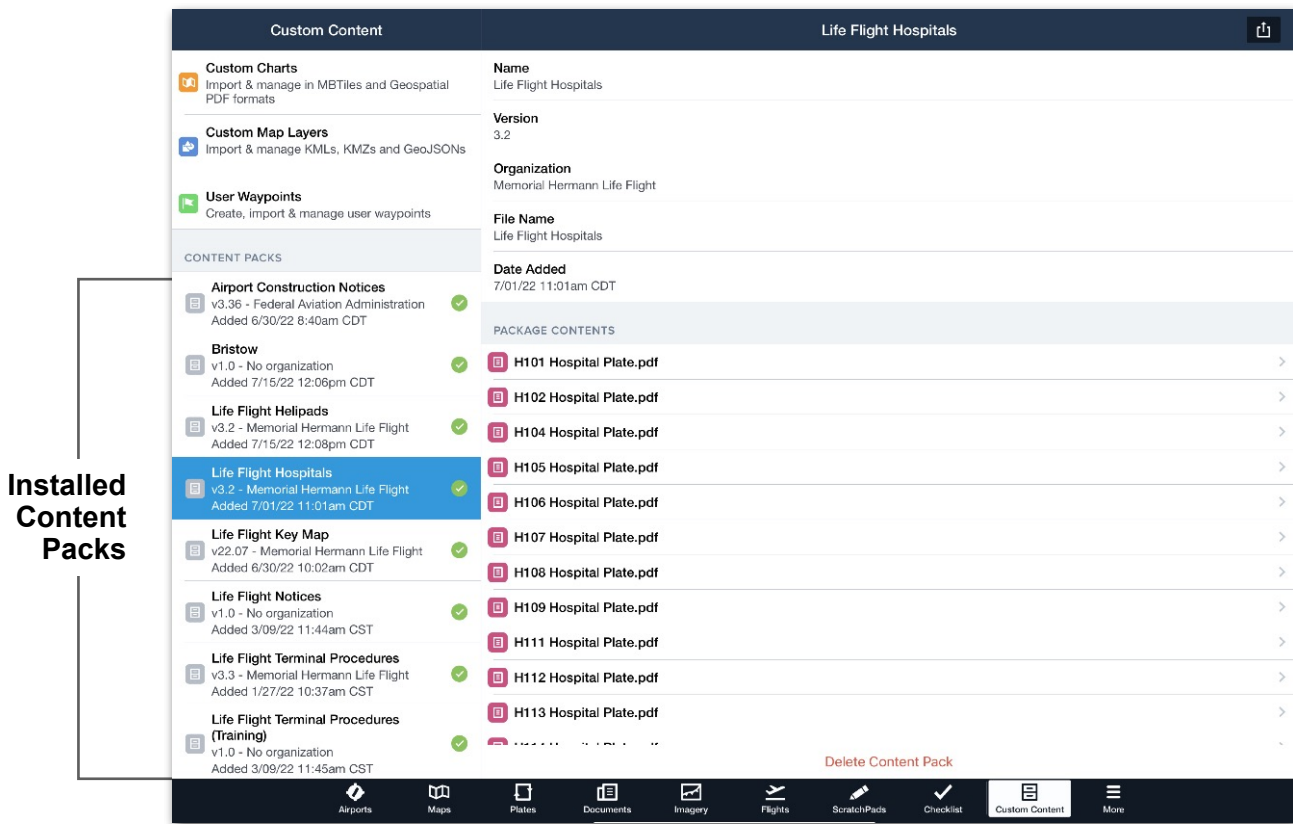 Custom Content
Custom Charts
Import & manage in MBTiles and Geospatial
PDF formats
Custom Map Layers
Import & manage KMLs, KMZs and GeoJSONs
User Waypoints
Create, import & manage user waypoints
CONTENT PACKS
Airport Construction Notices
v3.36 - Federal Aviation Administration
Added 6/30/22 8:40am CDT
Bristow
v1.0 - No organization
Added 7/15/22 12:06pm CDT
Life Flight Helipads
v3.2 - Memorial Hermann Life Flight
Added 7/15/22 12:08pm CDT
Life Flight Hospitals
v3.2 - Memorial Hermann Life Flight
Added 7/01/22 11:01am CDT
Life Flight Key Map
v22.07 - Memorial Hermann Life Flight
Added 6/30/22 10:02am CDT
Life Flight Notices
v1.0 - No organization
Added 3/09/22 11:44am CST
Life Flight Terminal Procedures
v3.3 - Memorial Hermann Life Flight
Added 1/27/22 10:37am CST
Life Flight Terminal Procedures
(Training)
v1.0 - No organization
Added 3/09/22 11:45am CST
Installed
Content
Packs
Life Flight Hospitals
Name
Life Flight Hospitals
Version
3.2
Organization
Memorial Hermann Life Flight
File Name
Life Flight Hospitals
Date Added
7/01/22 11:01am CDT
PACKAGE CONTENTS
H101 Hospital Plate.pdf
H102 Hospital Plate.pdf
H104 Hospital Plate.pdf
H105 Hospital Plate.pdf
H106 Hospital Plate.pdf
H107 Hospital Plate.pdf
H108 Hospital Plate.pdf
H109 Hospital Plate.pdf
H111 Hospital Plate.pdf
H112 Hospital Plate.pdf
H113 Hospital Plate.pdf
Delete Content Pack
Airports
Maps
Plates
Documents
Imagery
Flights
ScratchPads
Checklist
Custom Content
More